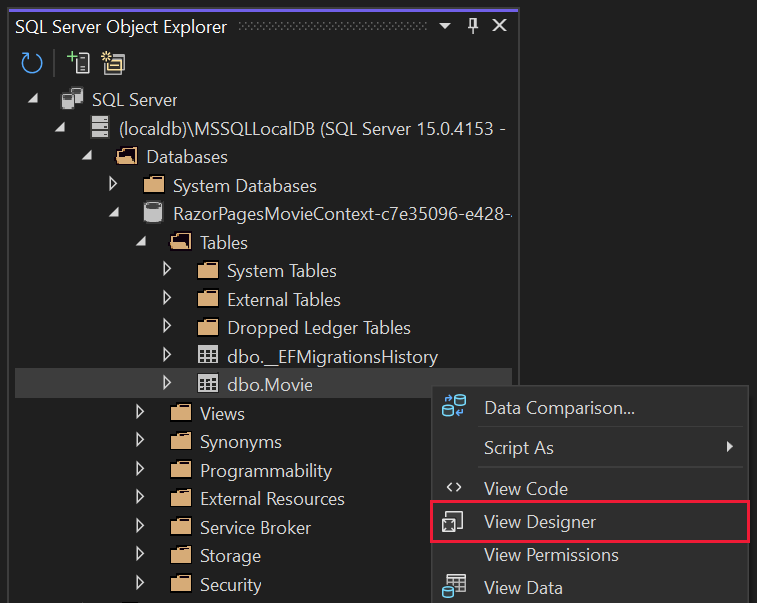 SQL Server Object Explorer
SQL Server
(localdb)\MSSQLLocalDB (SQL Server 15.0.4153 -
Databases
System Databases
RazorPagesMovieContext-c7e35096-e428-
Tables
System Tables
External Tables
Dropped Ledger Tables
dbo.__EFMigrationsHistory
dbo.Movie
Views
Synonyms
Programmability
External Resources
Service Broker
Storage
Security
Data Comparison...
Script As
View Code
View Designer
View Permissions
View Data